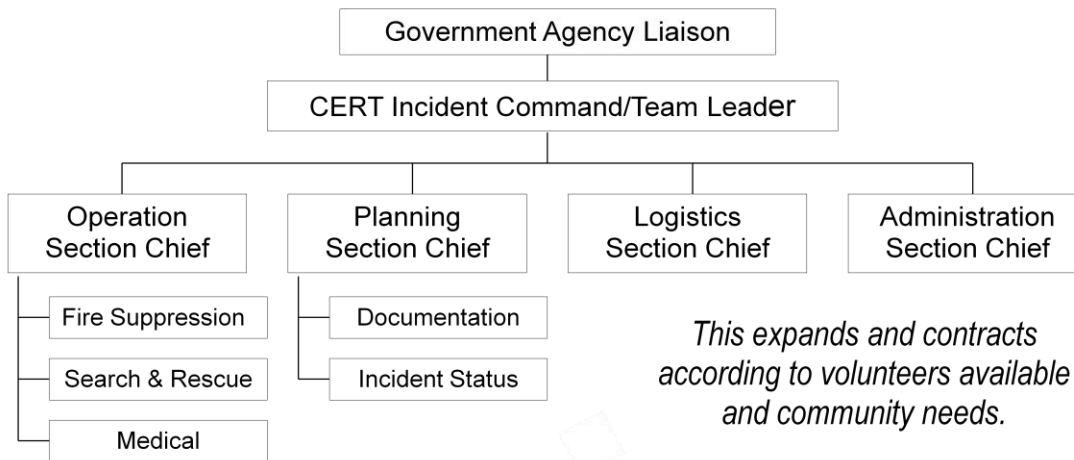 Government Agency Liaison
CERT Incident Command/Team Leader
Operation
Section Chief
Planning
Section Chief
Logistics
Section Chief
Administration
Section Chief
Fire Suppression
Search & Rescue
Medical
Documentation
Incident Status
This expands and contracts
according to volunteers available
and community needs.